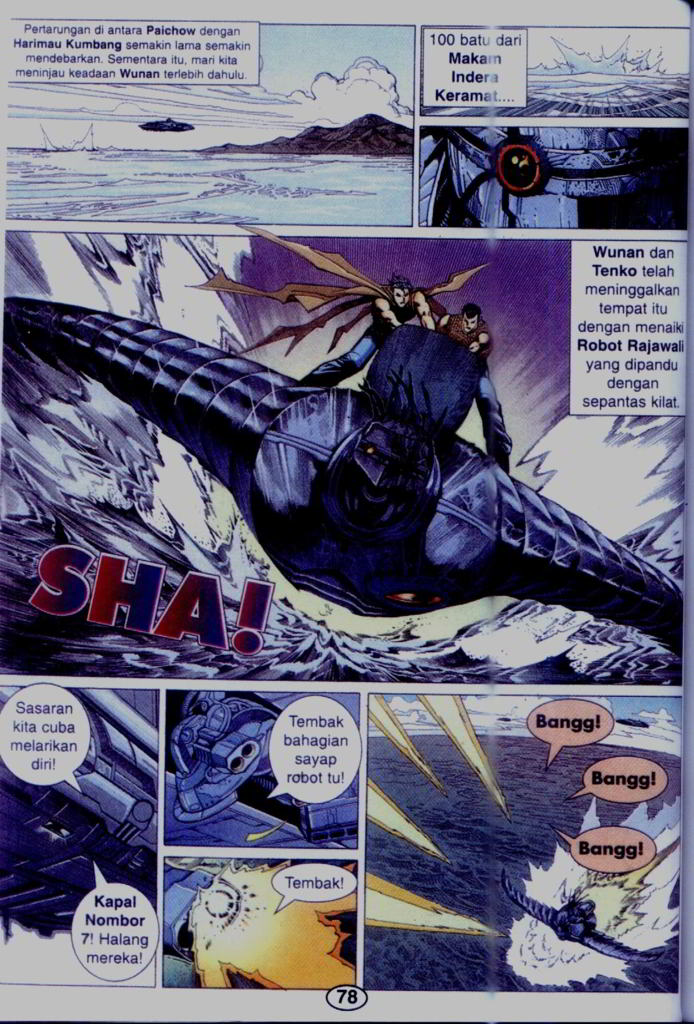 Pertarungan di antara Paichow dengan
Harimau Kumbang semakin lama semakin
mendebarkan. Sementara itu, mari kita
meninjau keadaan Wunan terlebih dahulu.
100 batu dari
Makam
Indera
Keramat....
Wunan dan
Tenko telah
meninggalkan
tempat itu
dengan menaiki
Robot Rajawali
yang dipandu
dengan
sepantas kilat.
SHA!
Sasaran
kita cuba
melarikan
diri!
Kapal
Nombor
7! Halang
mereka!
Tembak
bahagian
sayap
robot tu!
Tembak!
Bangg!
Bangg!
Bangg!
78